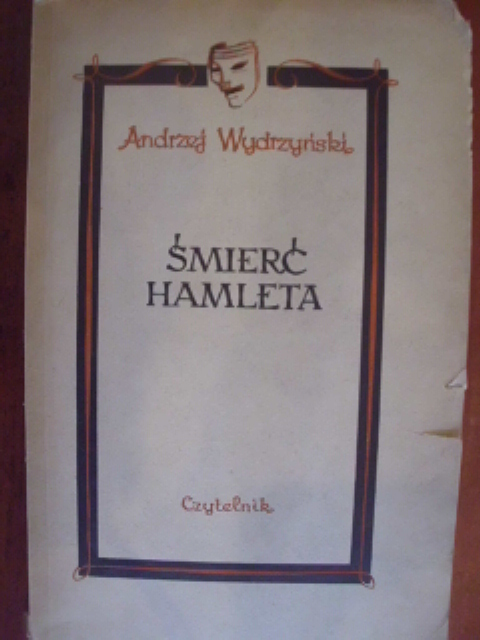 Andrzej Wydrzyński
ŚMIERĆ
HAMLETA
Czytelnik